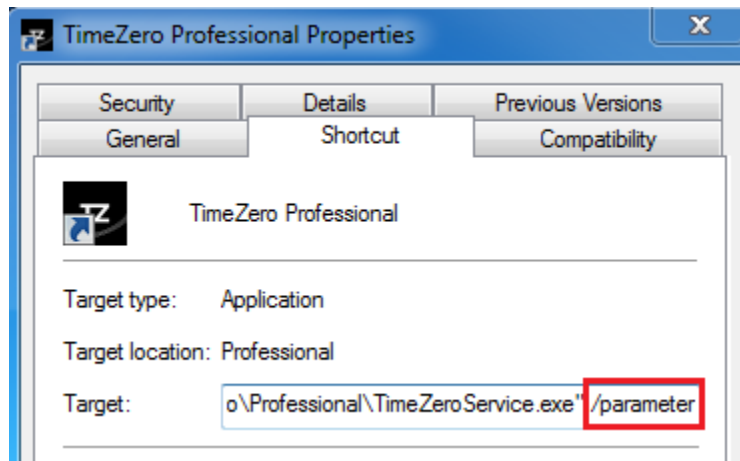 TimeZero Professional Properties
Security Details Previous Versions
General Shortcut Compatibility
TZ TimeZero Professional
Target type: Application
Target location: Professional
Target: o\Professional\TimeZeroService.exe" /parameter